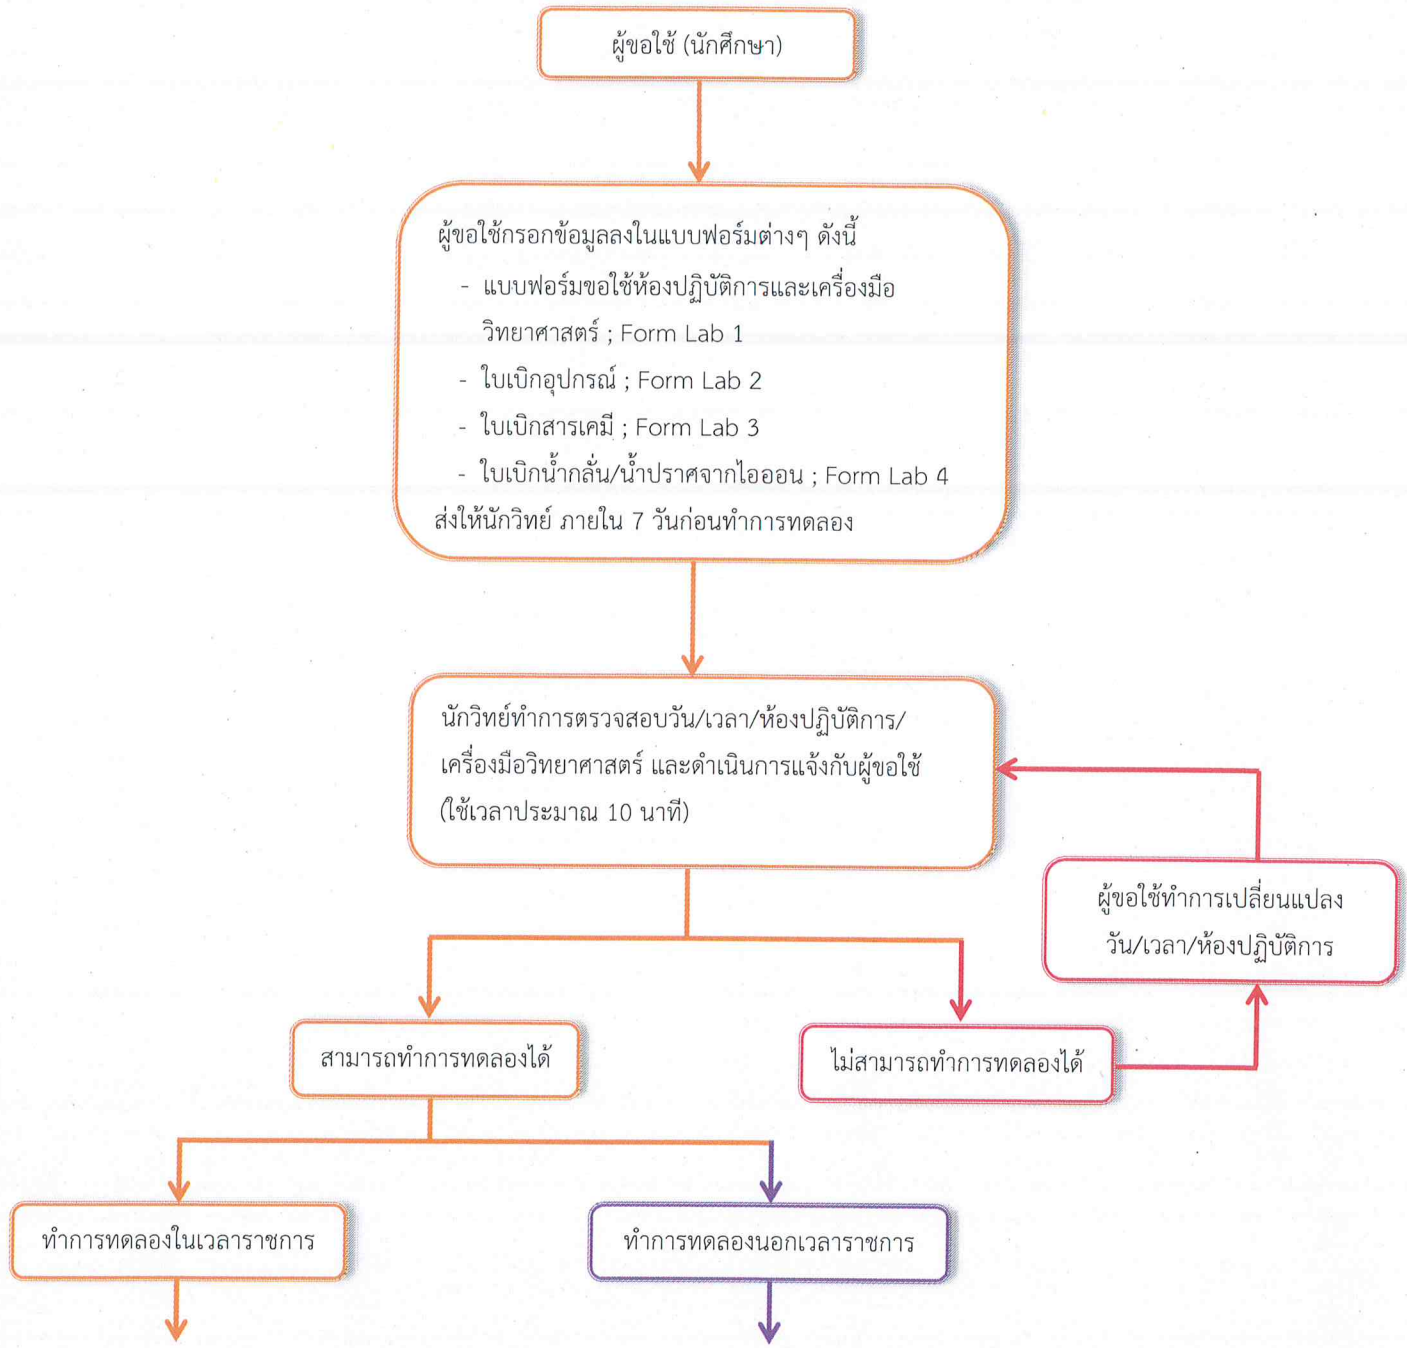 ผู้ขอใช้ (นักศึกษา)
ผู้ขอใช้กรอกข้อมูลลงในแบบฟอร์มต่างๆ ดังนี้
- แบบฟอร์มขอใช้ห้องปฏิบัติการและเครื่องมือ
วิทยาศาสตร์ ; Form Lab 1
- ใบเบิกอุปกรณ์ ; Form Lab 2
- ใบเบิกสารเคมี ; Form Lab 3
- ใบเบิกน้ำกลั่น/น้ำปราศจากไอออน ; Form Lab 4
ส่งให้นักวิทย์ ภายใน 7 วันก่อนทำการทดลอง
นักวิทย์ทำการตรวจสอบวัน/เวลา/ห้องปฏิบัติการ/
เครื่องมือวิทยาศาสตร์ และดำเนินการแจ้งกับผู้ขอใช้
(ใช้เวลาประมาณ 10 นาที)
ผู้ขอใช้ทำการเปลี่ยนแปลง
วัน/เวลา/ห้องปฏิบัติการ
สามารถทำการทดลองได้
ไม่สามารถทำการทดลองได้
ทำการทดลองในเวลาราชการ
ทำการทดลองนอกเวลาราชการ